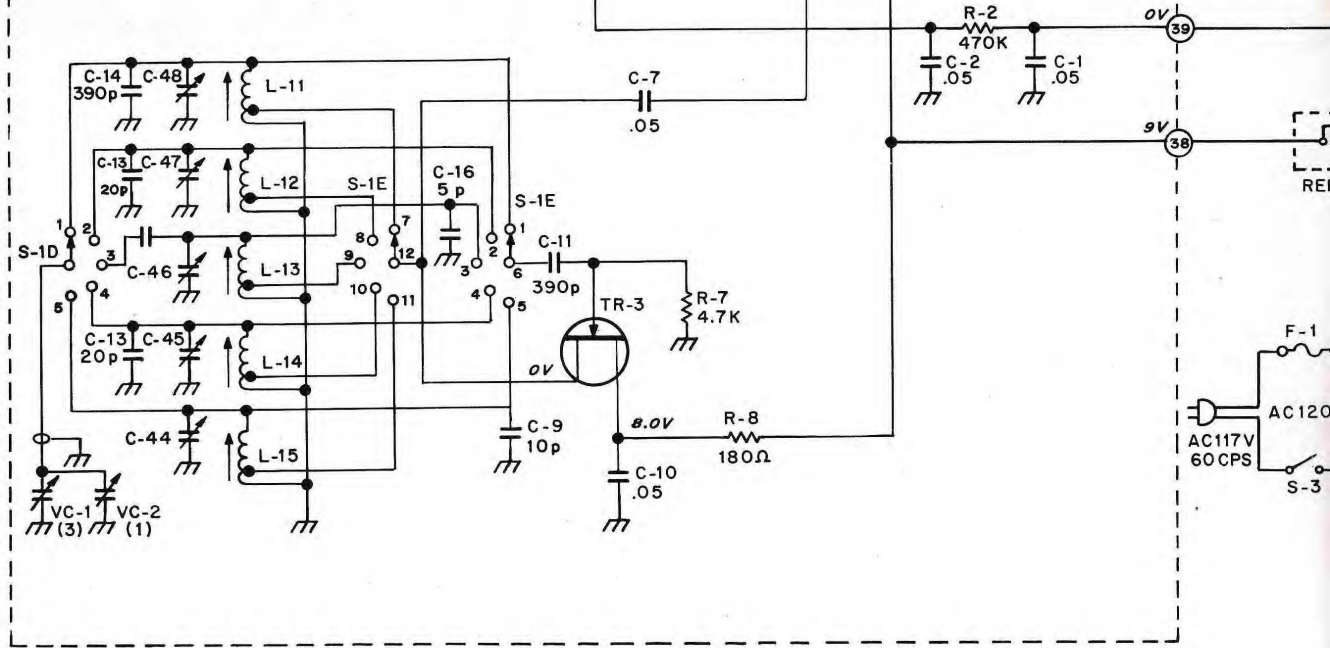 R-2
470K
0V
39
C-2
.05
C-1
.05
C-14
390p
C-48
L-11
C-7
.05
9V
38
REI
C-13
20p
C-47
L-12
S-1E
C-16
5p
S-1E
1
2
3
4
5
S-1D
C-46
L-13
7
8
9
10
11
12
1
2
3
4
5
6
C-11
390p
TR-3
R-7
4.7K
C-13
20p
C-45
L-14
0V
F-1
C-44
L-15
C-9
10p
8.0V
R-8
180Ω
C-10
.05
AC117V
60CPS
AC120
S-3
VC-1
(3)
VC-2
(1)